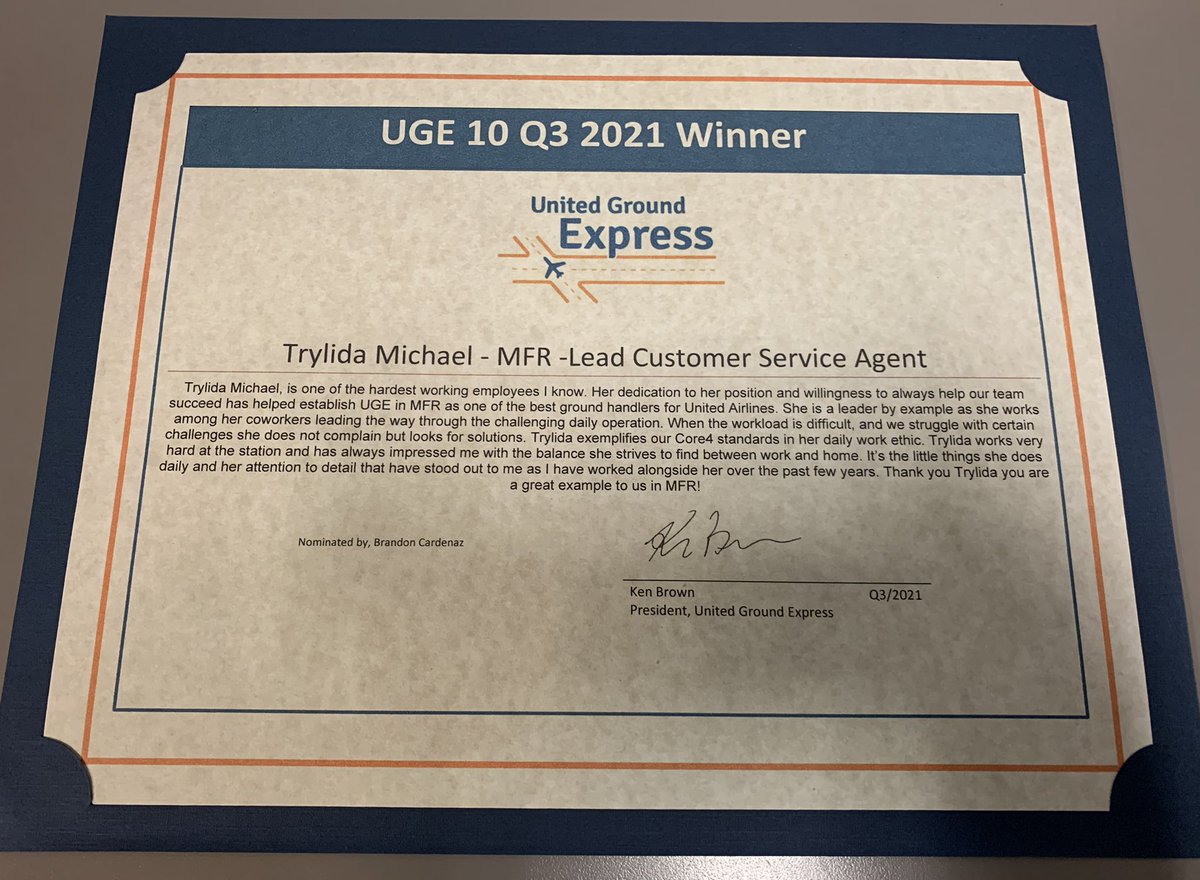 UGE 10 Q3 2021 Winner
United Ground
Express
Trylida Michael - MFR -Lead Customer Service Agent
Trylida Michael, is one of the hardest working employees I know. Her dedication to her position and willingness to always help our team
succeed has helped establish UGE in MFR as one of the best ground handlers for United Airlines. She is a leader by example as she works
among her coworkers leading the way through the challenging daily operation. When the workload is difficult, and we struggle with certain
challenges she does not complain but looks for solutions. Trylida exemplifies our Core4 standards in her daily work ethic. Trylida works very
hard at the station and has always impressed me with the balance she strives to find between work and home. It's the little things she does
daily and her attention to detail that have stood out to me as I have worked alongside her over the past few years. Thank you Trylida you are
a great example to us in MFR!
Nominated by, Brandon Cardenaz
Ken Brown Q3/2021
President, United Ground Express